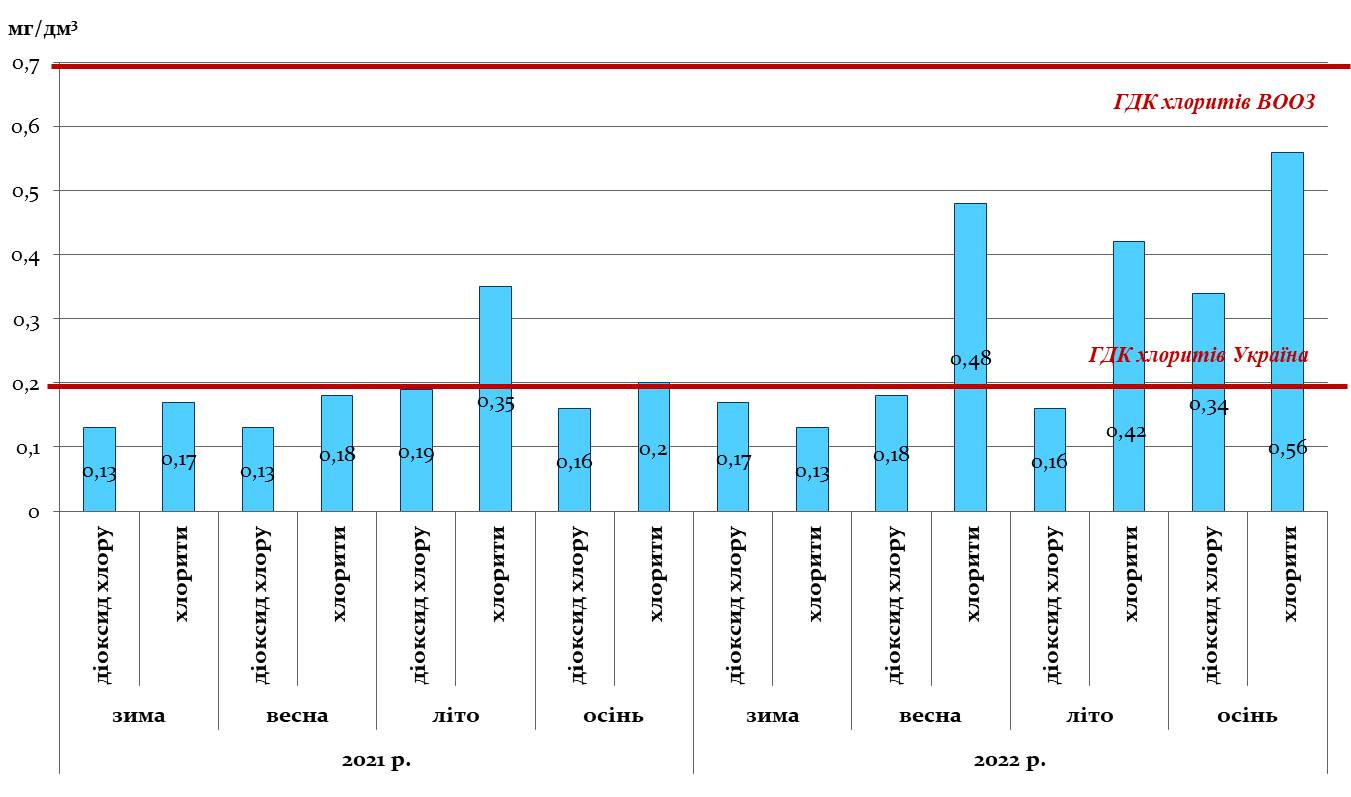 мг/дм³
0,7
ГДК хлоритів ВООЗ
0,6
0,5
0,4
0,3
ГДК хлоритів Україна
0,2
0,1
0
0,13
0,17
0,13
0,18
0,19
0,35
0,16
0,2
0,17
0,13
0,18
0,48
0,16
0,42
0,34
0,56
діоксид хлору
хлорити
діоксид хлору
хлорити
діоксид хлору
хлорити
діоксид хлору
хлорити
діоксид хлору
хлорити
діоксид хлору
хлорити
діоксид хлору
хлорити
діоксид хлору
хлорити
зима
весна
літо
осінь
зима
весна
літо
осінь
2021 р.
2022 р.